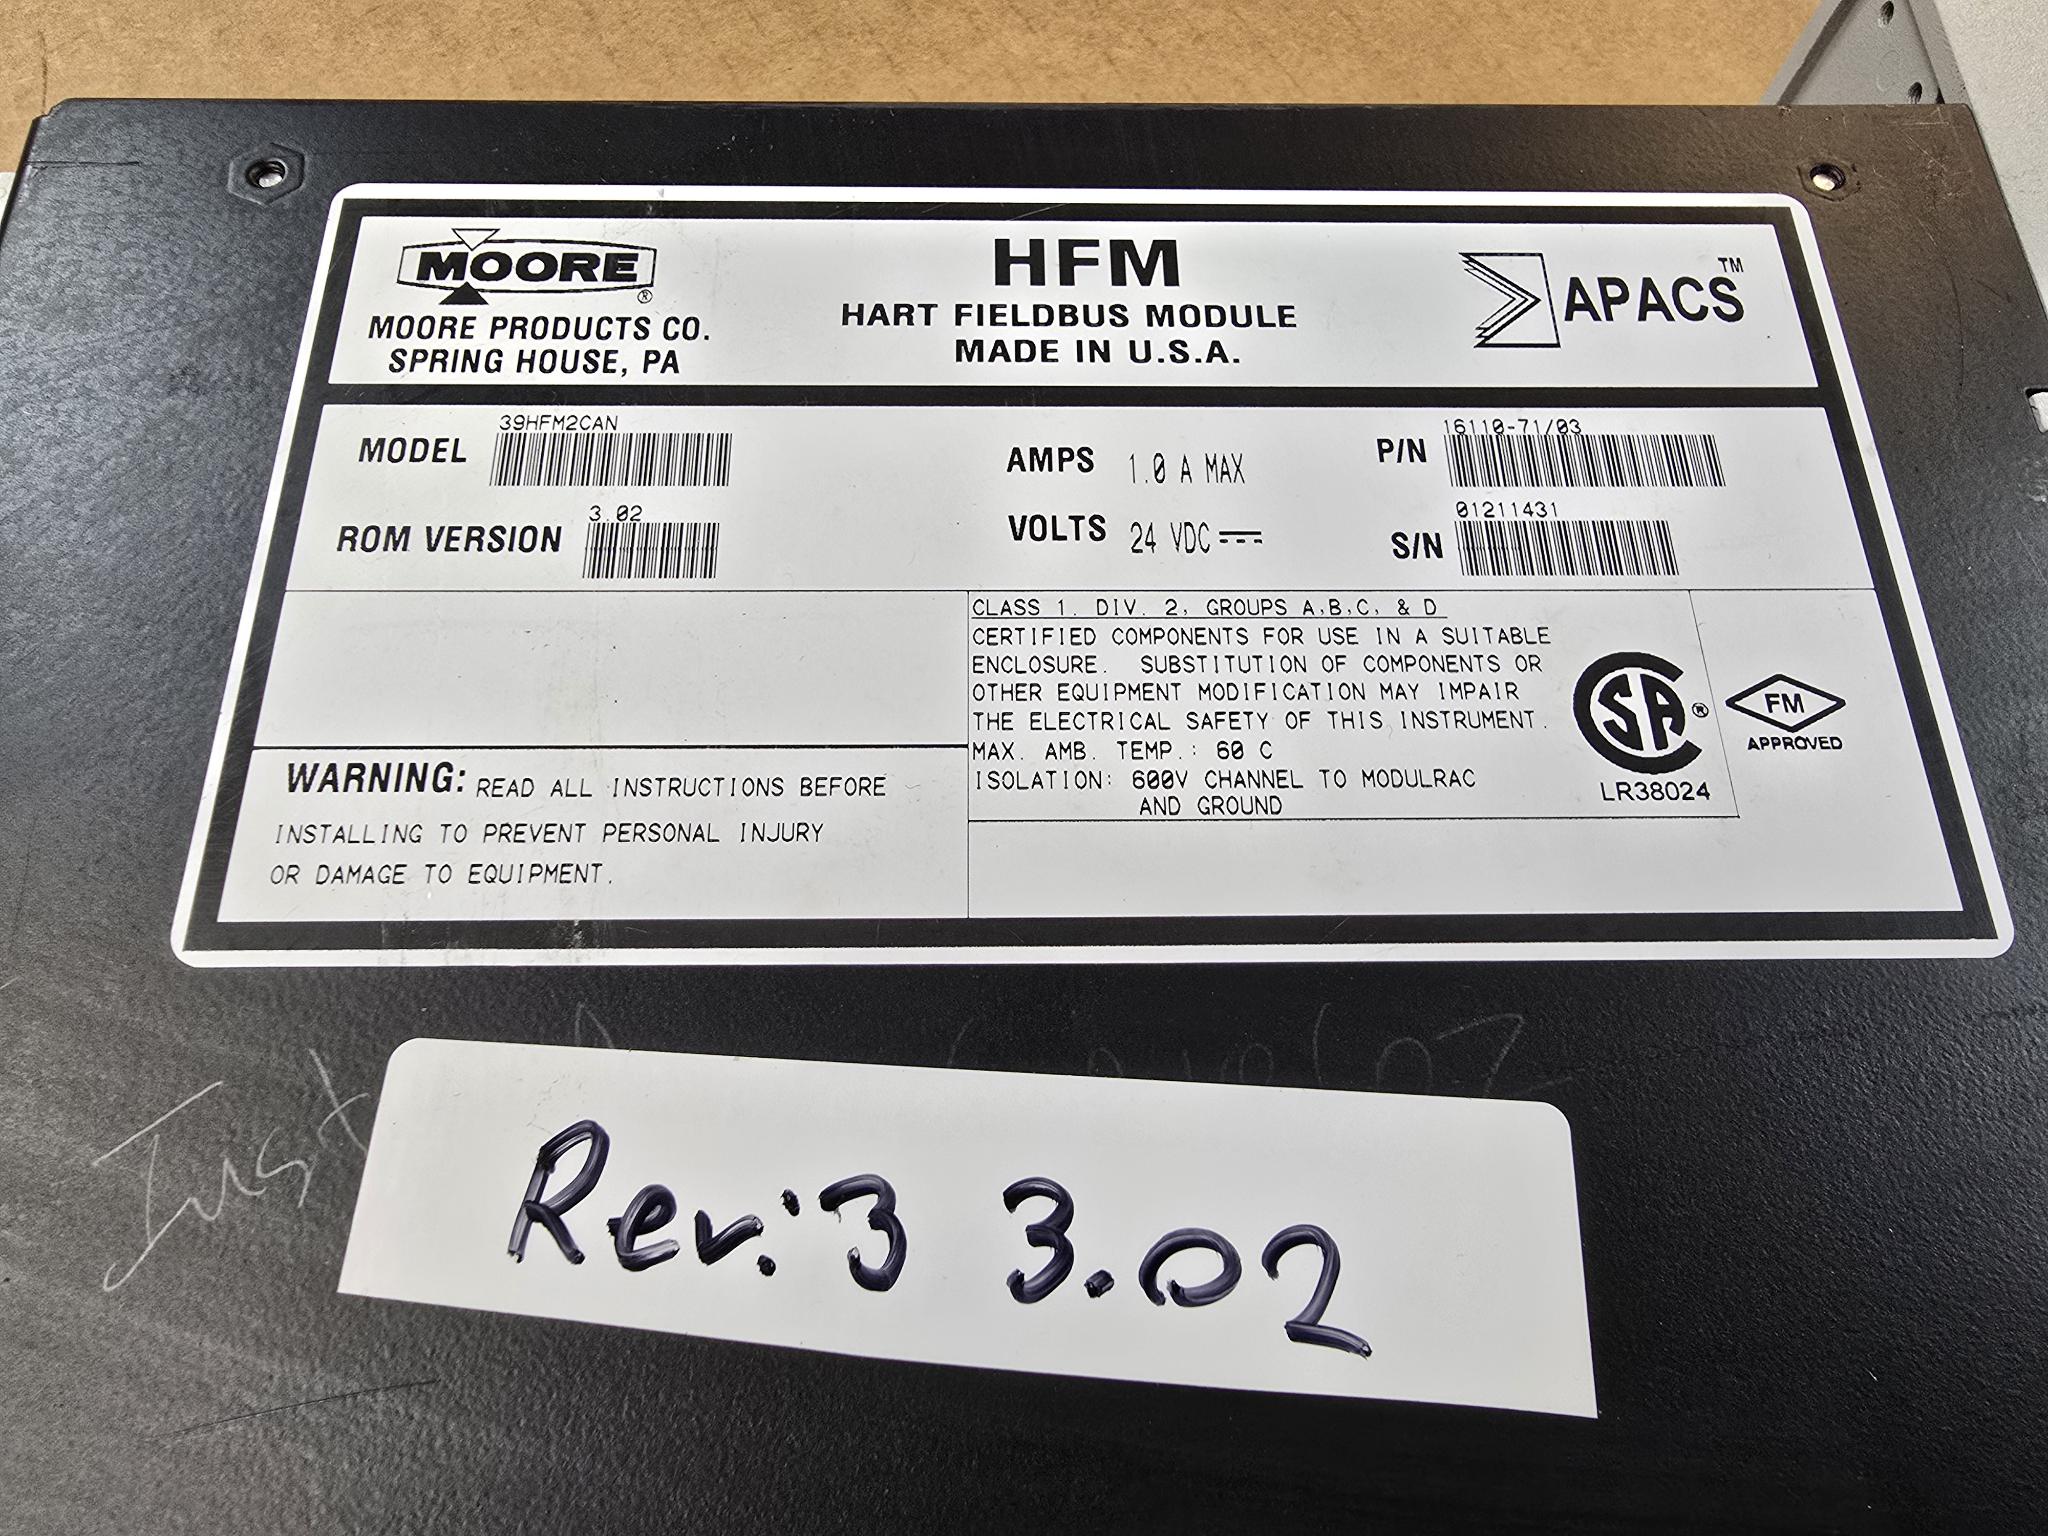 MOORE®
MOORE PRODUCTS CO.
SPRING HOUSE, PA
HFM
HART FIELDBUS MODULE
MADE IN U.S.A.
APACS™
MODEL 39HFM2CAN
ROM VERSION 3.02
AMPS 1.0 A MAX
VOLTS 24 VDC
P/N 16110-71/03
S/N 01211431
CLASS 1. DIV. 2, GROUPS A,B,C, & D
CERTIFIED COMPONENTS FOR USE IN A SUITABLE
ENCLOSURE. SUBSTITUTION OF COMPONENTS OR
OTHER EQUIPMENT MODIFICATION MAY IMPAIR
THE ELECTRICAL SAFETY OF THIS INSTRUMENT.
MAX. AMB. TEMP.: 60 C
ISOLATION: 600V CHANNEL TO MODULRAC
AND GROUND
SA®
LR38024
FM
APPROVED
WARNING: READ ALL INSTRUCTIONS BEFORE
INSTALLING TO PREVENT PERSONAL INJURY
OR DAMAGE TO EQUIPMENT.
Rev.: 3 3.02